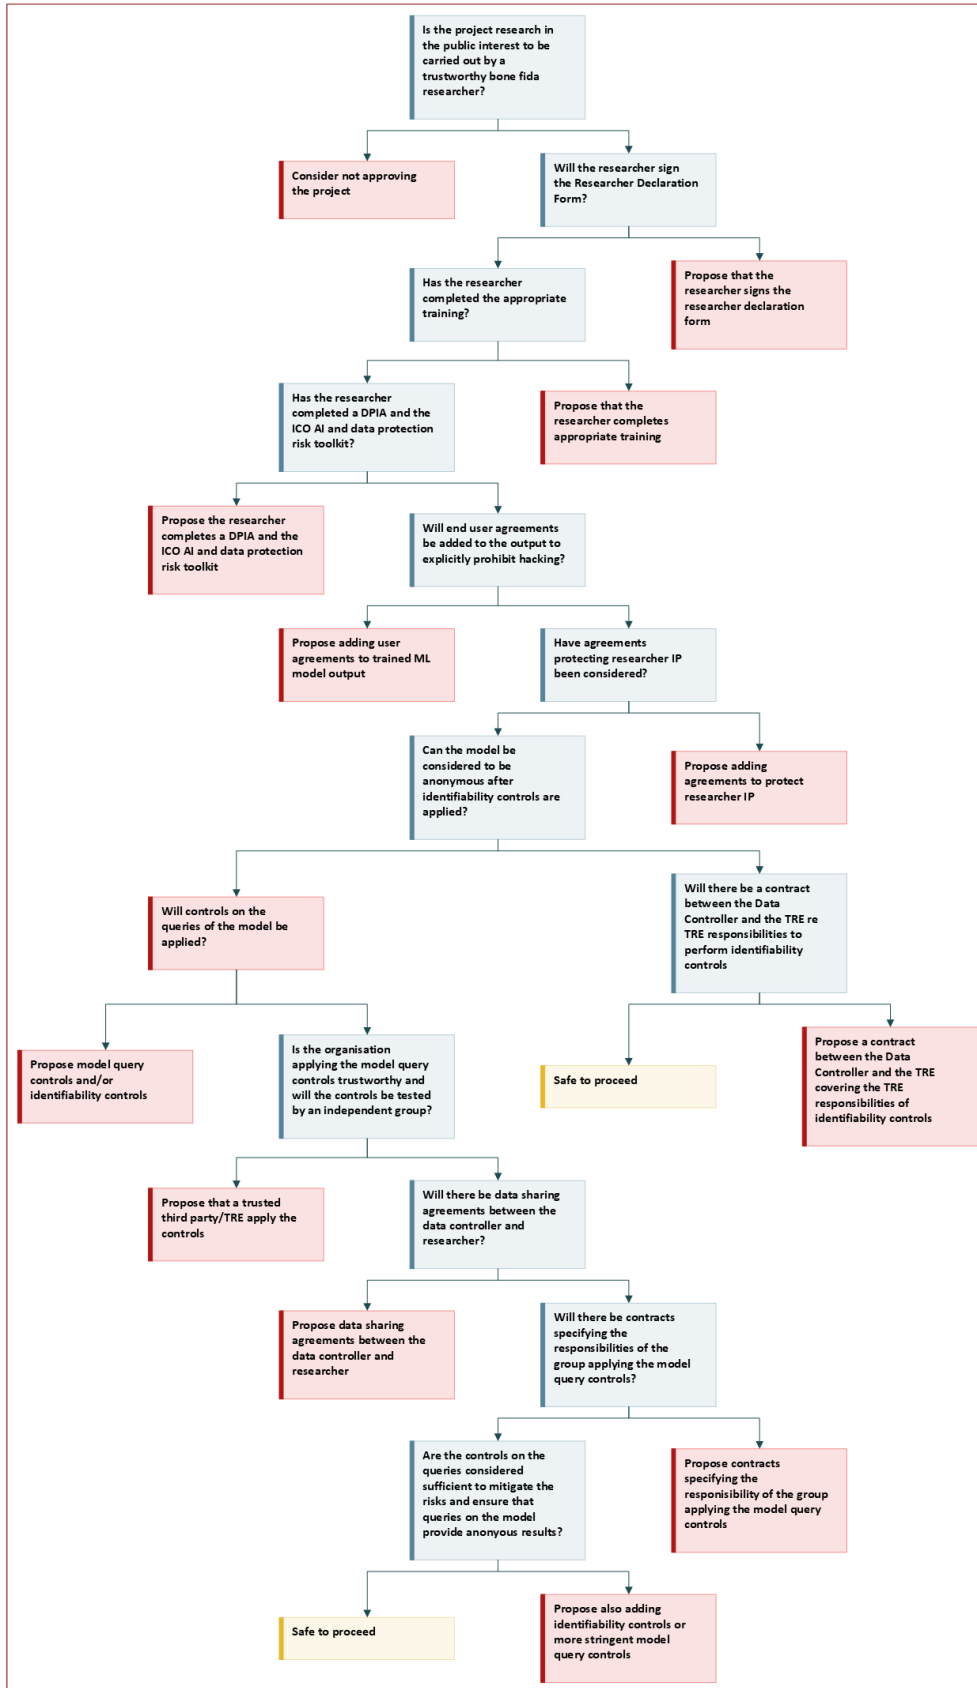 Is the project research in
the public interest to be
carried out by a
trustworthy bone fida
researcher?
Consider not approving
the project
Will the researcher sign
the Researcher Declaration
Form?
Has the researcher
completed the appropriate
training?
Propose that the
researcher signs the
researcher declaration
form
Has the researcher
completed a DPIA and the
ICO AI and data protection
risk toolkit?
Propose that the
researcher completes
appropriate training
Propose the researcher
completes a DPIA and the
ICO AI and data protection
risk toolkit
Will end user agreements
be added to the output to
explicitly prohibit hacking?
Propose adding user
agreements to trained ML
model output
Have agreements
protecting researcher IP
been considered?
Can the model be
considered to be
anonymous after
identifiability controls are
applied?
Propose adding
agreements to protect
researcher IP
Will controls on the
queries of the model be
applied?
Will there be a contract
between the Data
Controller and the TRE re
TRE responsibilities to
perform identifiability
controls
Propose model query
controls and/or
identifiability controls
Is the organisation
applying the model query
controls trustworthy and
will the controls be tested
by an independent group?
Safe to proceed
Propose a contract
between the Data
Controller and the TRE
covering the TRE
responsibilities of
identifiability controls
Propose that a trusted
third party/TRE apply the
controls
Will there be data sharing
agreements between the
data controller and
researcher?
Propose data sharing
agreements between the
data controller and
researcher
Will there be contracts
specifying the
responsibilities of the
group applying the model
query controls?
Are the controls on the
queries considered
sufficient to mitigate the
risks and ensure that
queries on the model
provide anonyous results?
Propose contracts
specifying the
responisibility of the group
applying the model query
controls
Safe to proceed
Propose also adding
identifiability controls or
more stringent model
query controls